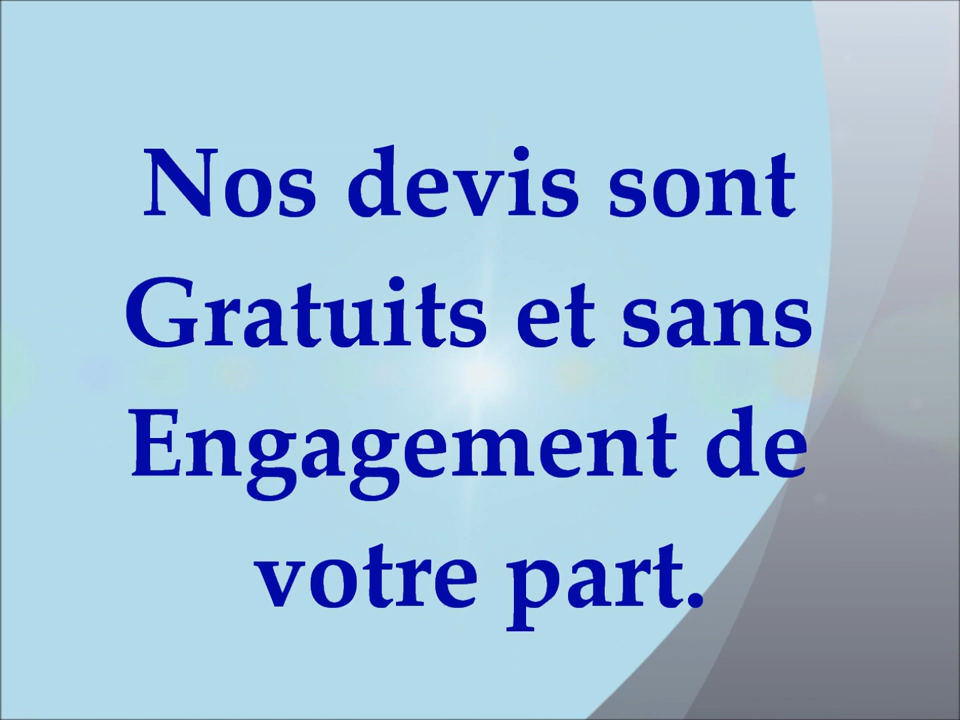 Nos devis sont
Gratuits et sans
Engagement de
votre part.